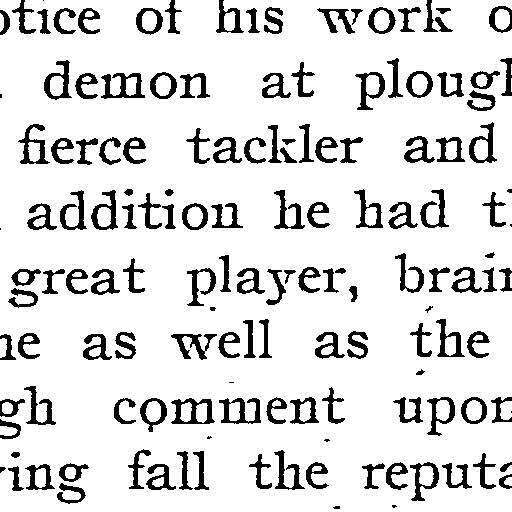 otice of his work o
demon at plough
fierce tackler and
addition he had th
great player, brain
ne as well as the
gh comment upon
ving fall the reputa